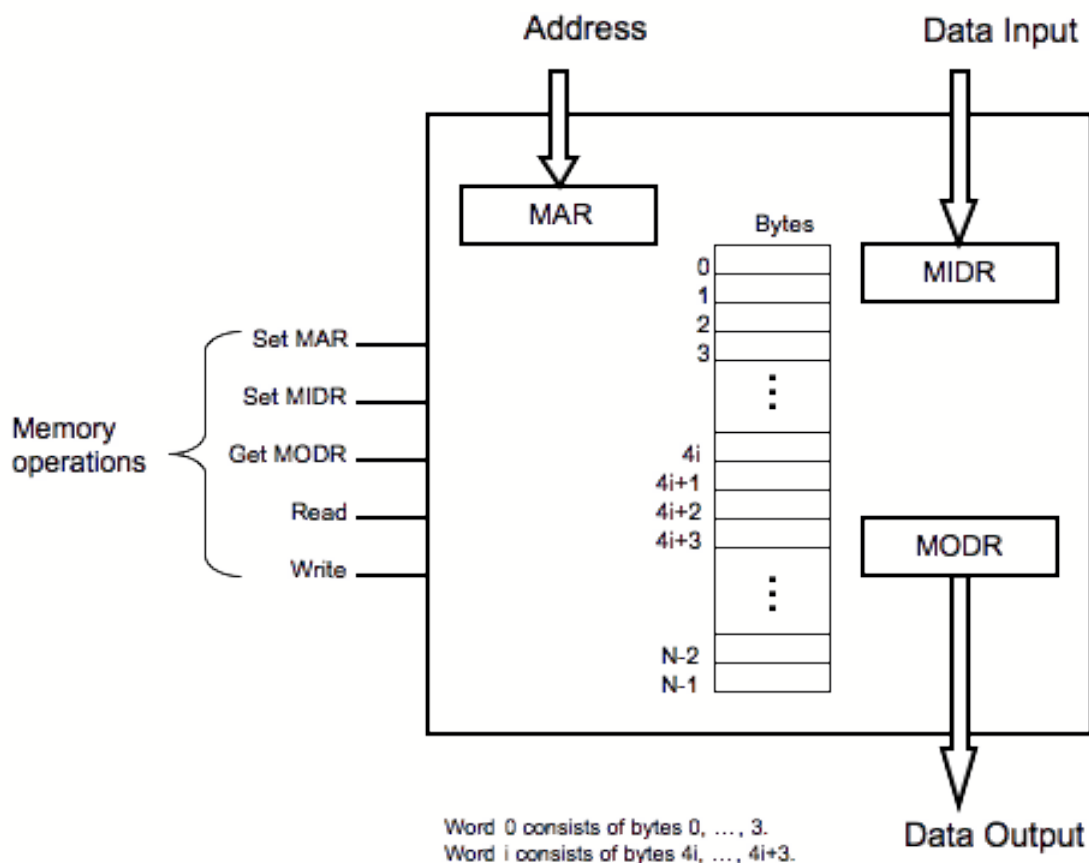 Address
Data Input
MAR
Bytes
MIDR
0
1
2
3
Set MAR
Set MIDR
Get MODR
Read
Write
Memory
operations
4i
4i+1
4i+2
4i+3
MODR
N-2
N-1
Word 0 consists of bytes 0, ..., 3.
Word i consists of bytes 4i, ..., 4i+3.
Data Output